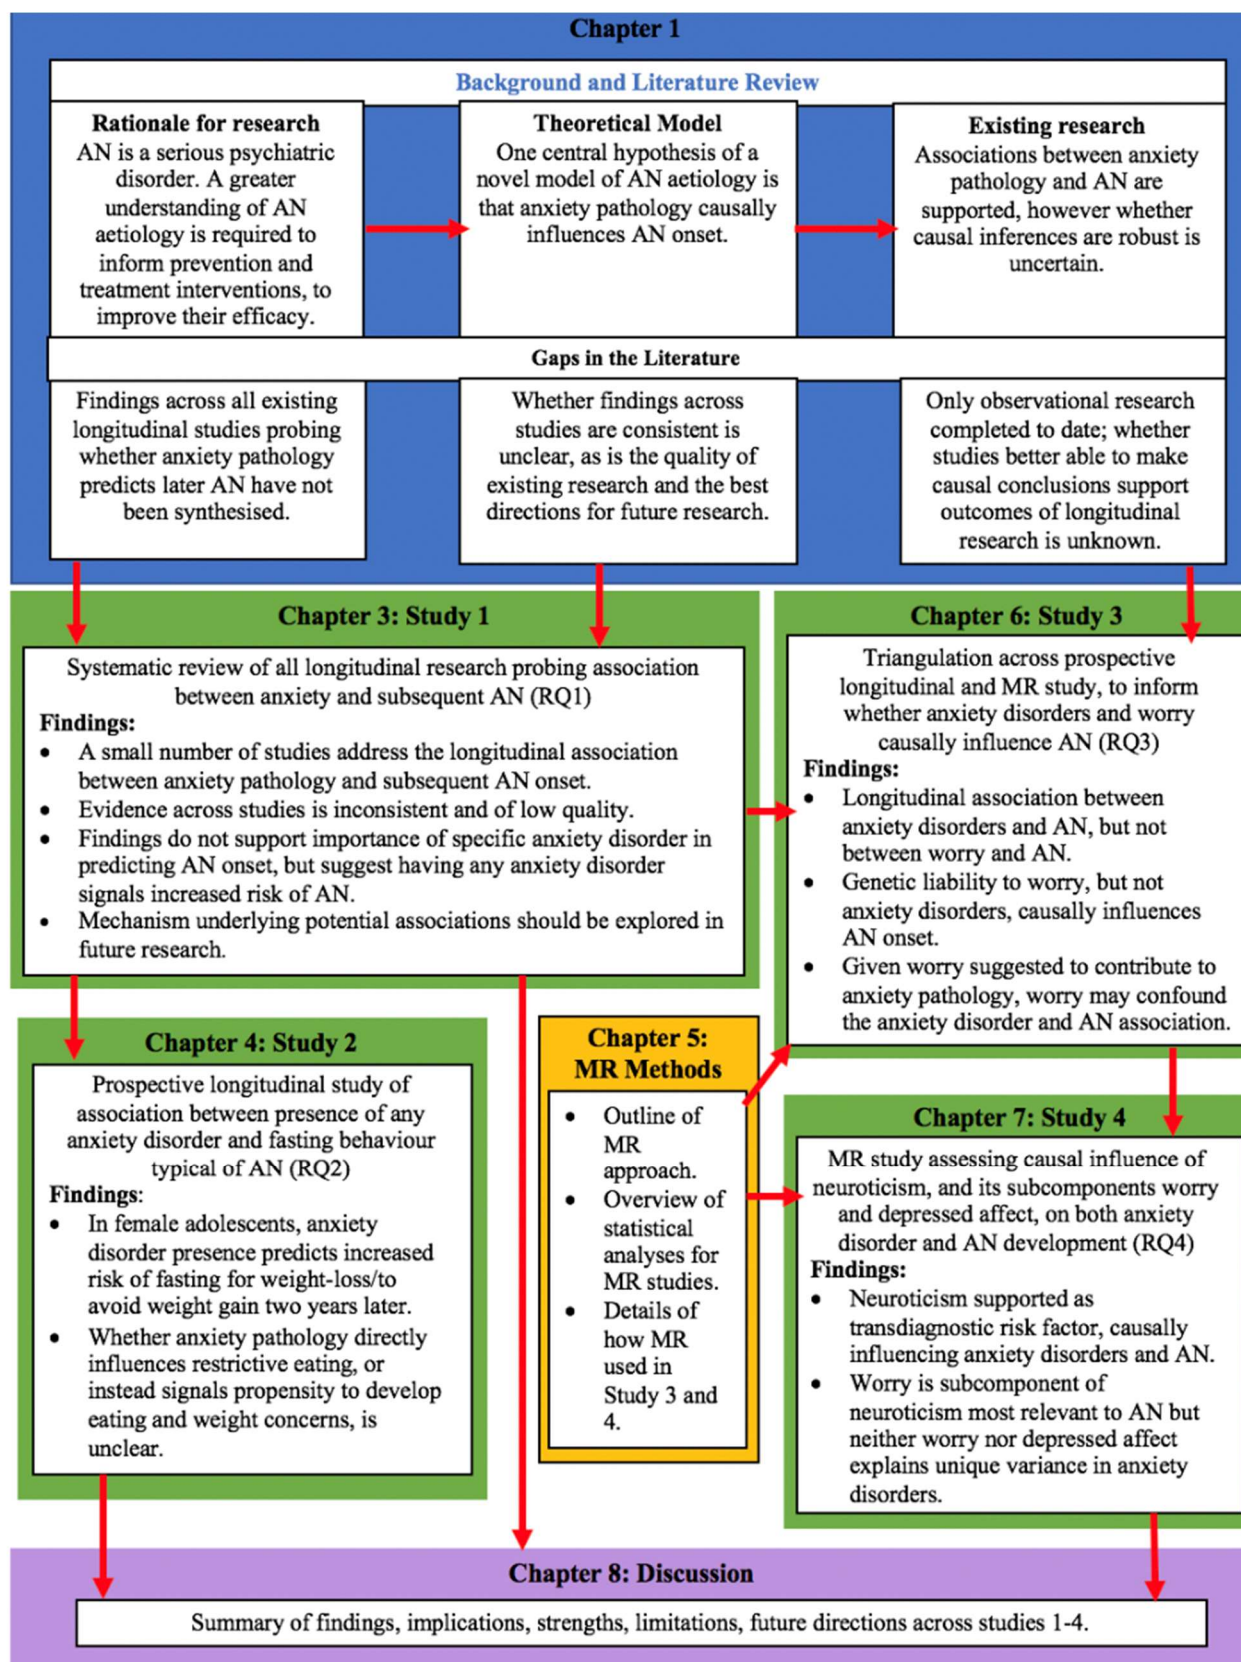 Chapter 1
Background and Literature Review
Rationale for research
AN is a serious psychiatric
disorder. A greater
understanding of AN
aetiology is required to
inform prevention and
treatment interventions, to
improve their efficacy.
Theoretical Model
One central hypothesis of a
novel model of AN aetiology is
that anxiety pathology causally
influences AN onset.
Existing research
Associations between anxiety
pathology and AN are
supported, however whether
causal inferences are robust is
uncertain.
Gaps in the Literature
Findings across all existing
longitudinal studies probing
whether anxiety pathology
predicts later AN have not
been synthesised.
Whether findings across
studies are consistent is
unclear, as is the quality of
existing research and the best
directions for future research.
Only observational research
completed to date; whether
studies better able to make
causal conclusions support
outcomes of longitudinal
research is unknown.
Chapter 3: Study 1
Systematic review of all longitudinal research probing association
between anxiety and subsequent AN (RQ1)
Findings:
• A small number of studies address the longitudinal association
between anxiety pathology and subsequent AN onset.
• Evidence across studies is inconsistent and of low quality.
• Findings do not support importance of specific anxiety disorder in
predicting AN onset, but suggest having any anxiety disorder
signals increased risk of AN.
• Mechanism underlying potential associations should be explored in
future research.
Chapter 6: Study 3
Triangulation across prospective
longitudinal and MR study, to inform
whether anxiety disorders and worry
causally influence AN (RQ3)
Findings:
• Longitudinal association between
anxiety disorders and AN, but not
between worry and AN.
• Genetic liability to worry, but not
anxiety disorders, causally influences
AN onset.
• Given worry suggested to contribute to
anxiety pathology, worry may confound
the anxiety disorder and AN association.
Chapter 4: Study 2
Prospective longitudinal study of
association between presence of any
anxiety disorder and fasting behaviour
typical of AN (RQ2)
Findings:
• In female adolescents, anxiety
disorder presence predicts increased
risk of fasting for weight-loss/to
avoid weight gain two years later.
• Whether anxiety pathology directly
influences restrictive eating, or
instead signals propensity to develop
eating and weight concerns, is
unclear.
Chapter 5:
MR Methods
• Outline of
MR
approach.
• Overview of
statistical
analyses for
MR studies.
• Details of
how MR
used in
Study 3 and
4.
Chapter 7: Study 4
MR study assessing causal influence of
neuroticism, and its subcomponents worry
and depressed affect, on both anxiety
disorder and AN development (RQ4)
Findings:
• Neuroticism supported as
transdiagnostic risk factor, causally
influencing anxiety disorders and AN.
• Worry is subcomponent of
neuroticism most relevant to AN but
neither worry nor depressed affect
explains unique variance in anxiety
disorders.
Chapter 8: Discussion
Summary of findings, implications, strengths, limitations, future directions across studies 1-4.